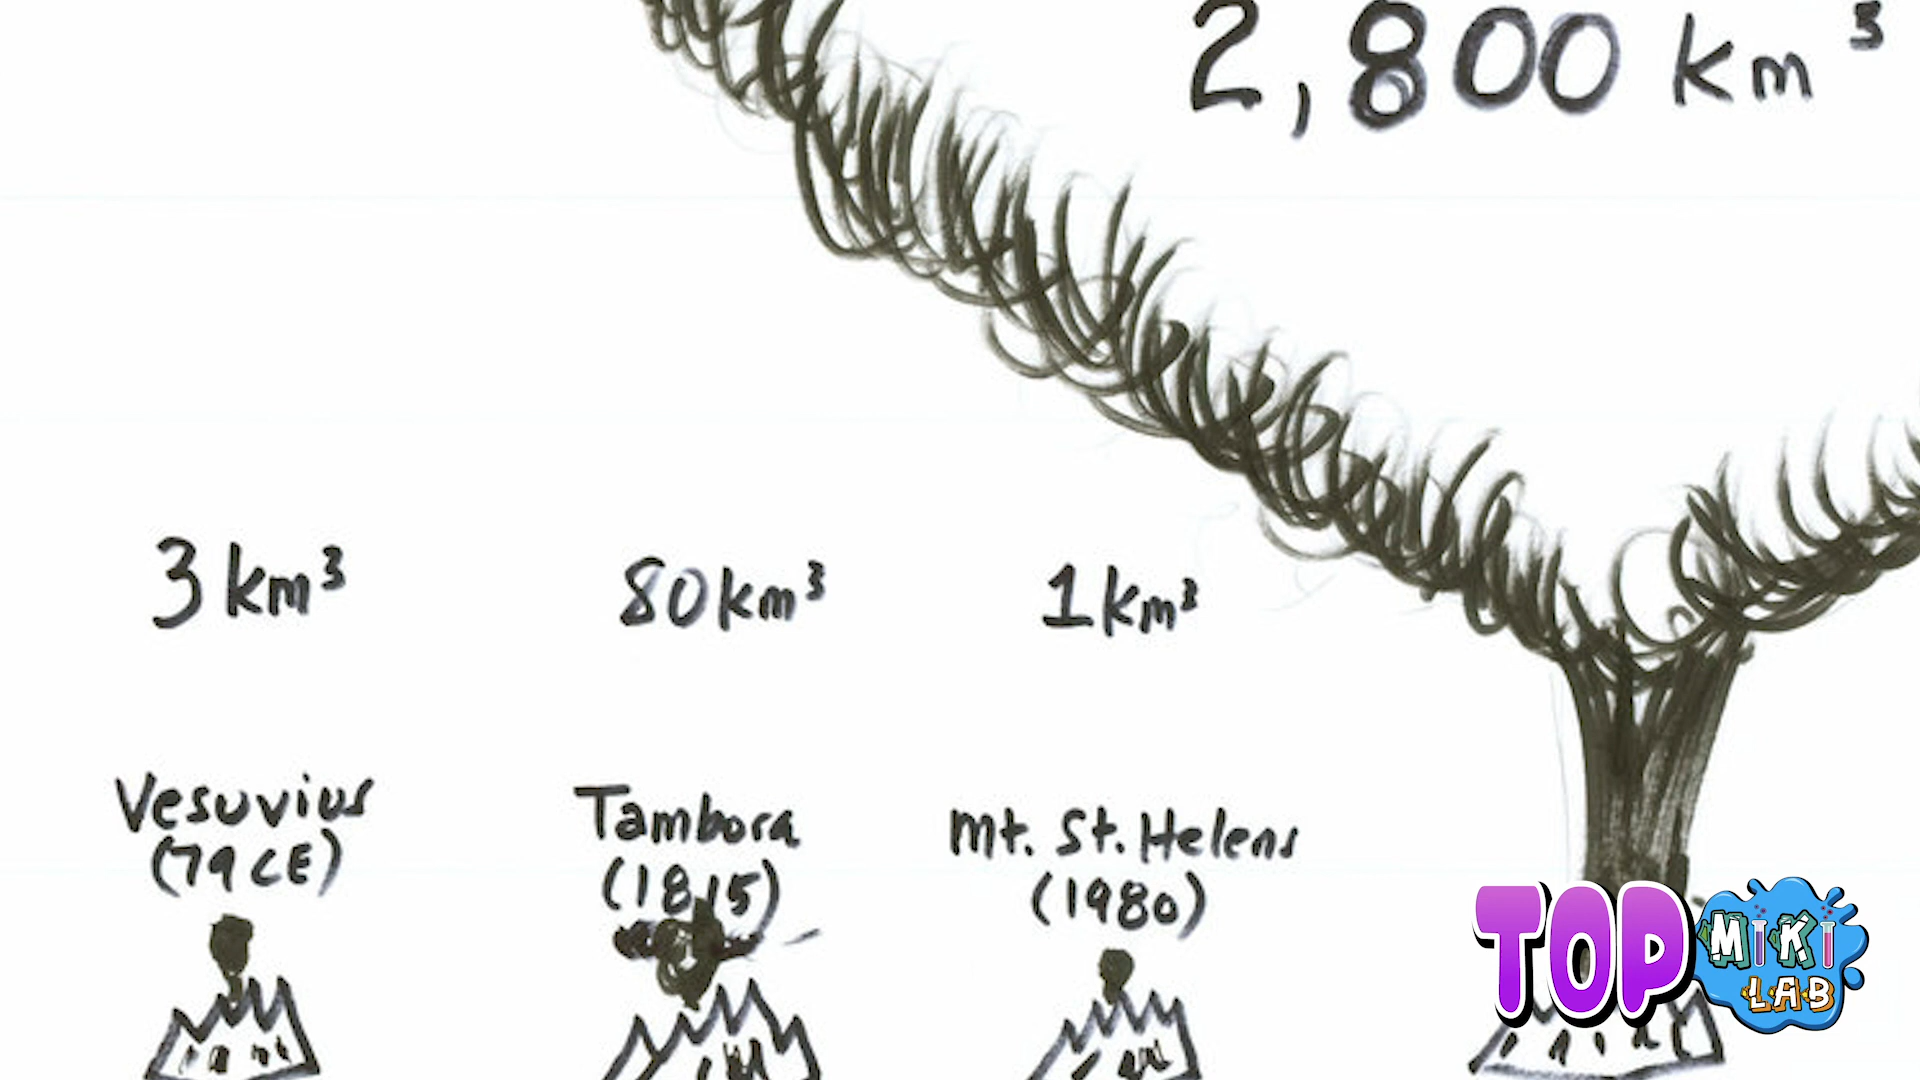 2,800 km³
3 km³
80 km³
1 km³
Vesuvius
(79 CE)
Tambora
(1815)
Mt. St. Helens
(1980)
TOP
MIKI
LAB